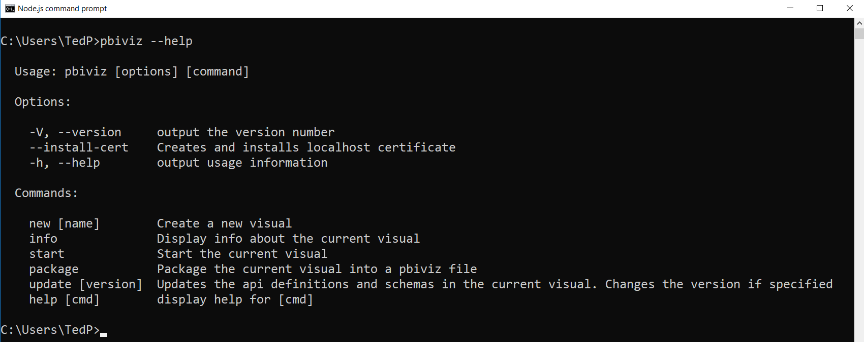 Node.js command prompt
C:\Users\TedP>pbiviz --help
Usage: pbiviz [options] [command]
Options:
-V, --version output the version number
--install-cert Creates and installs localhost certificate
-h, --help output usage information
Commands:
new [name] Create a new visual
info Display info about the current visual
start Start the current visual
package Package the current visual into a pbiviz file
update [version] Updates the api definitions and schemas in the current visual. Changes the version if specified
help [cmd] display help for [cmd]
C:\Users\TedP>